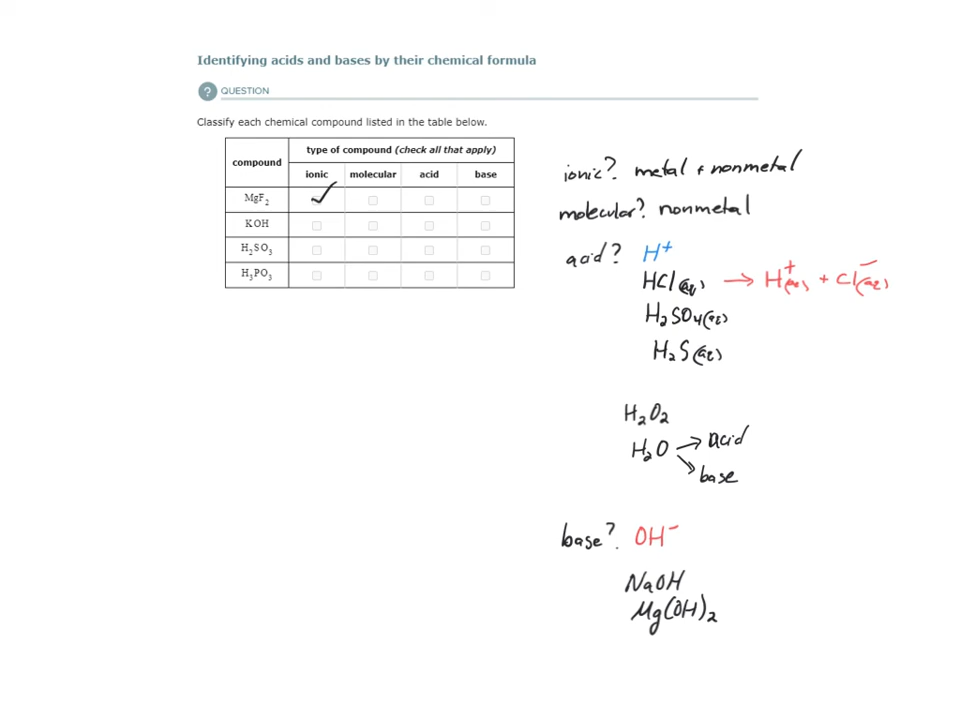 Identifying acids and bases by their chemical formula
? QUESTION
Classify each chemical compound listed in the table below.
compound
type of compound (check all that apply)
ionic molecular acid base
MgF₂
KOH
H₂SO₃
H₃PO₃
ionic? metal + nonmetal
molecular? nonmetal
acid? H⁺
HCl(aq) → H⁺(aq) + Cl⁻(aq)
H₂SO₄(aq)
H₂S(aq)
H₂O₂
H₂O → acid
→ base
base? OH⁻
NaOH
Mg(OH)₂